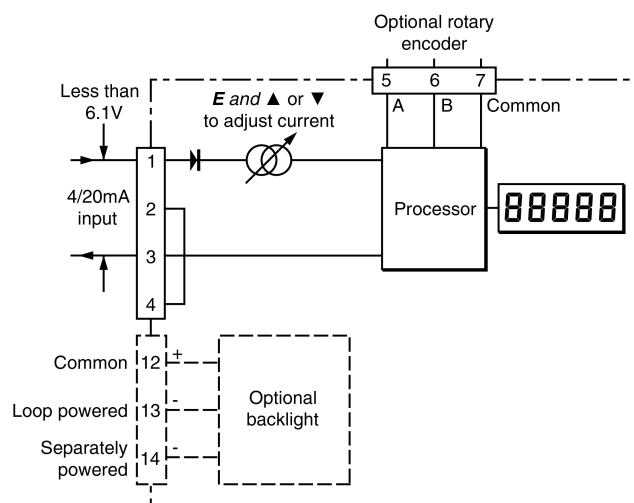 Optional rotary
encoder
5 6 7
A B Common
Less than
6.1V
E and ▲ or ▼
to adjust current
1
4/20mA
input
2
3
4
Processor
88888
Common 12 +
Loop powered 13 -
Separately
powered 14 -
Optional
backlight